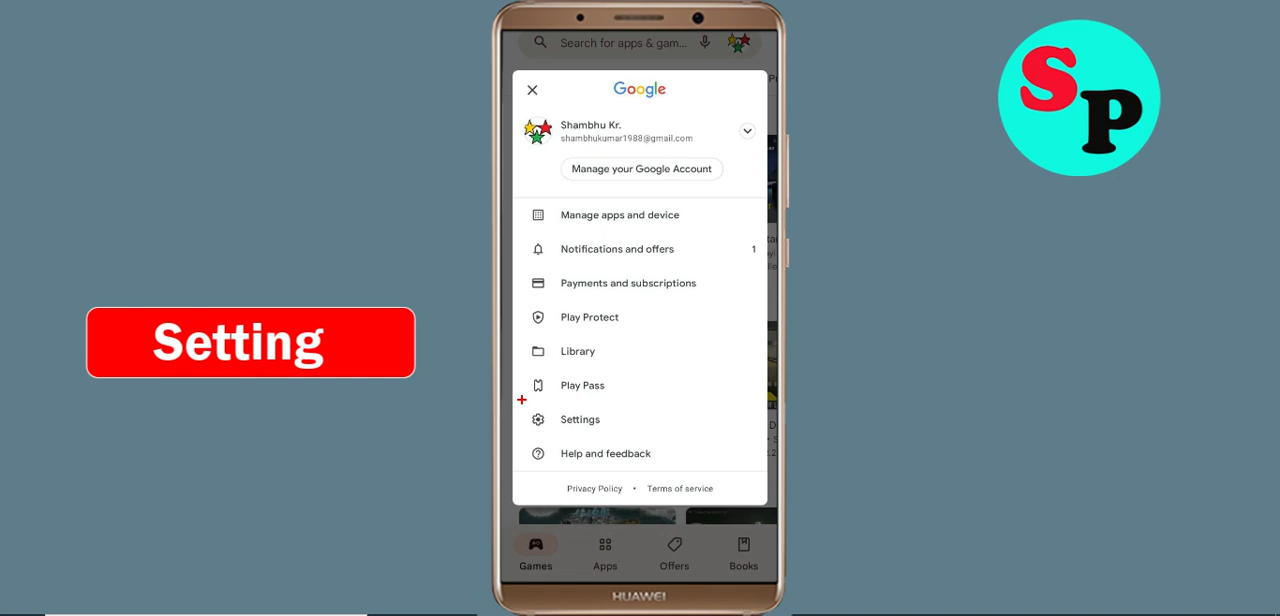 Search for apps & gam...
Google
Shambhu Kr.
shambhukumar1988@gmail.com
Manage your Google Account
Manage apps and device
Notifications and offers 1
Payments and subscriptions
Play Protect
Library
Play Pass
Settings
Help and feedback
Privacy Policy • Terms of service
Games Apps Offers Books
HUAWEI
Setting
SP